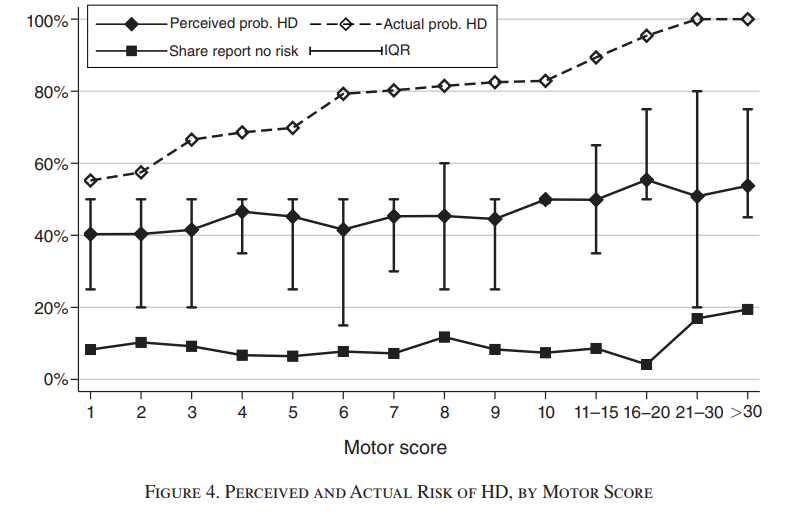 Perceived prob. HD Actual prob. HD
Share report no risk IQR
100%
80%
60%
40%
20%
0%
1 2 3 4 5 6 7 8 9 10 11–15 16–20 21–30 >30
Motor score
Figure 4. Perceived and Actual Risk of HD, by Motor Score